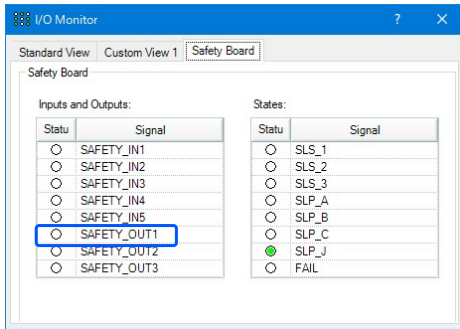 I/O Monitor ? ×
Standard View Custom View 1 Safety Board
Safety Board
Inputs and Outputs: States:
Statu Signal Statu Signal
SAFETY_IN1 SLS_1
SAFETY_IN2 SLS_2
SAFETY_IN3 SLS_3
SAFETY_IN4 SLP_A
SAFETY_IN5 SLP_B
SAFETY_OUT1 SLP_C
SAFETY_OUT2 SLP_J
SAFETY_OUT3 FAIL